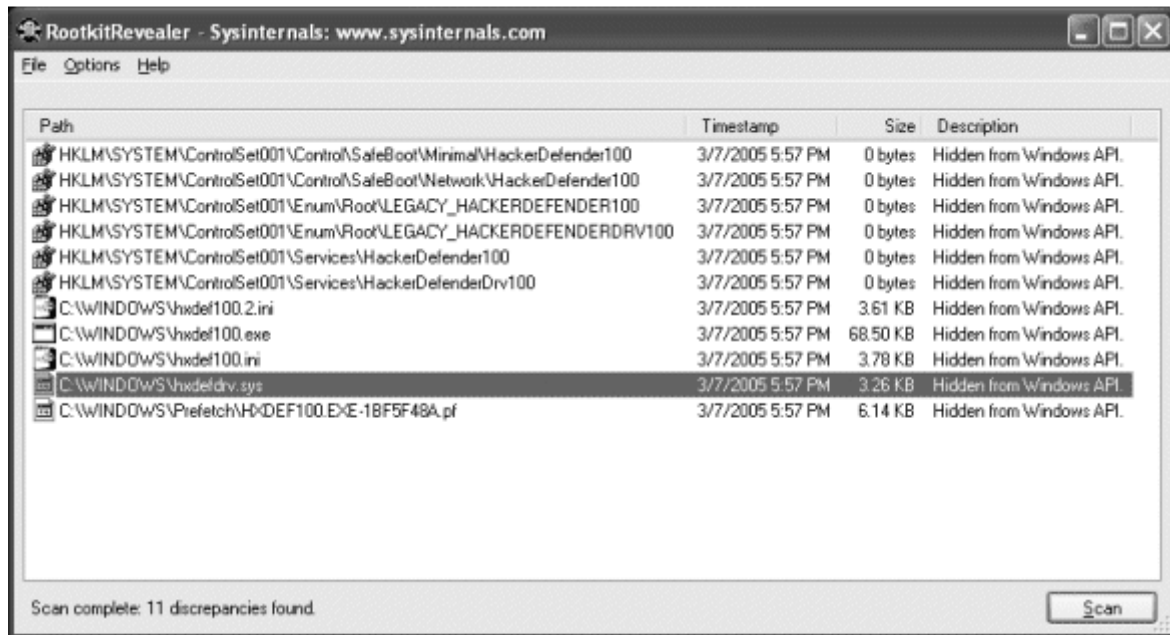 RootkitRevealer - Sysinternals: www.sysinternals.com
File Options Help
Path Timestamp Size Description
HKLM\SYSTEM\ControlSet001\Control\SafeBoot\Minimal\HackerDefender100 3/7/2005 5:57 PM 0 bytes Hidden from Windows API.
HKLM\SYSTEM\ControlSet001\Control\SafeBoot\Network\HackerDefender100 3/7/2005 5:57 PM 0 bytes Hidden from Windows API.
HKLM\SYSTEM\ControlSet001\Enum\Root\LEGACY_HACKERDEFENDER100 3/7/2005 5:57 PM 0 bytes Hidden from Windows API.
HKLM\SYSTEM\ControlSet001\Enum\Root\LEGACY_HACKERDEFENDERDRV100 3/7/2005 5:57 PM 0 bytes Hidden from Windows API.
HKLM\SYSTEM\ControlSet001\Services\HackerDefender100 3/7/2005 5:57 PM 0 bytes Hidden from Windows API.
HKLM\SYSTEM\ControlSet001\Services\HackerDefenderDrv100 3/7/2005 5:57 PM 0 bytes Hidden from Windows API.
C:\WINDOWS\hxdef100.2.ini 3/7/2005 5:57 PM 3.61 KB Hidden from Windows API.
C:\WINDOWS\hxdef100.exe 3/7/2005 5:57 PM 68.50 KB Hidden from Windows API.
C:\WINDOWS\hxdef100.ini 3/7/2005 5:57 PM 3.78 KB Hidden from Windows API.
C:\WINDOWS\hxdefdrv.sys 3/7/2005 5:57 PM 3.26 KB Hidden from Windows API.
C:\WINDOWS\Prefetch\HXDEF100.EXE-1BF5F48A.pf 3/7/2005 5:57 PM 6.14 KB Hidden from Windows API.
Scan complete: 11 discrepancies found.
Scan